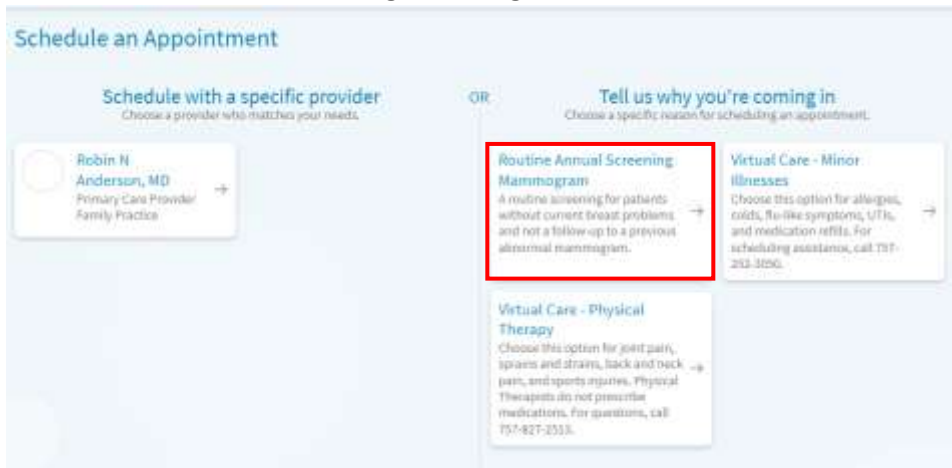 Schedule an Appointment
Schedule with a specific provider
Choose a provider who matches your needs.
OR
Tell us why you're coming in
Choose a specific reason for scheduling an appointment.
Robin N
Anderson, MD
Primary Care Provider
Family Practice
Routine Annual Screening
Mammogram
A routine screening for patients
without current breast problems
and not a follow-up to a previous
abnormal mammogram.
Virtual Care - Minor
Illnesses
Choose this option for allergies,
colds, flu-like symptoms, UTIs,
and medication refills. For
scheduling assistance, call 757-
252-3050.
Virtual Care - Physical
Therapy
Choose this option for joint pain,
sprains and strains, back and neck
pain, and sports injuries. Physical
Therapists do not prescribe
medications. For questions, call
757-827-2513.